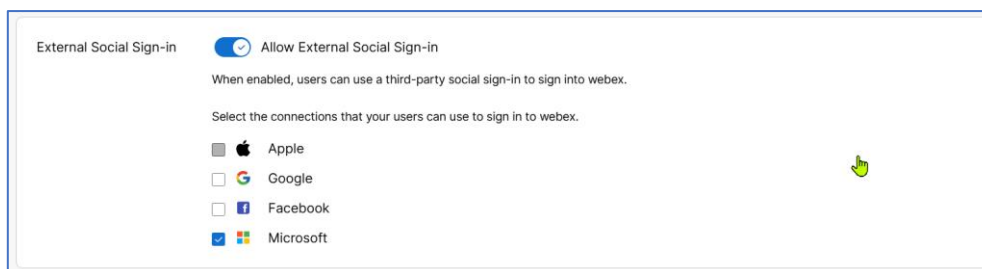 External Social Sign-in
Allow External Social Sign-in
When enabled, users can use a third-party social sign-in to sign into webex.
Select the connections that your users can use to sign in to webex.
Apple
Google
Facebook
Microsoft